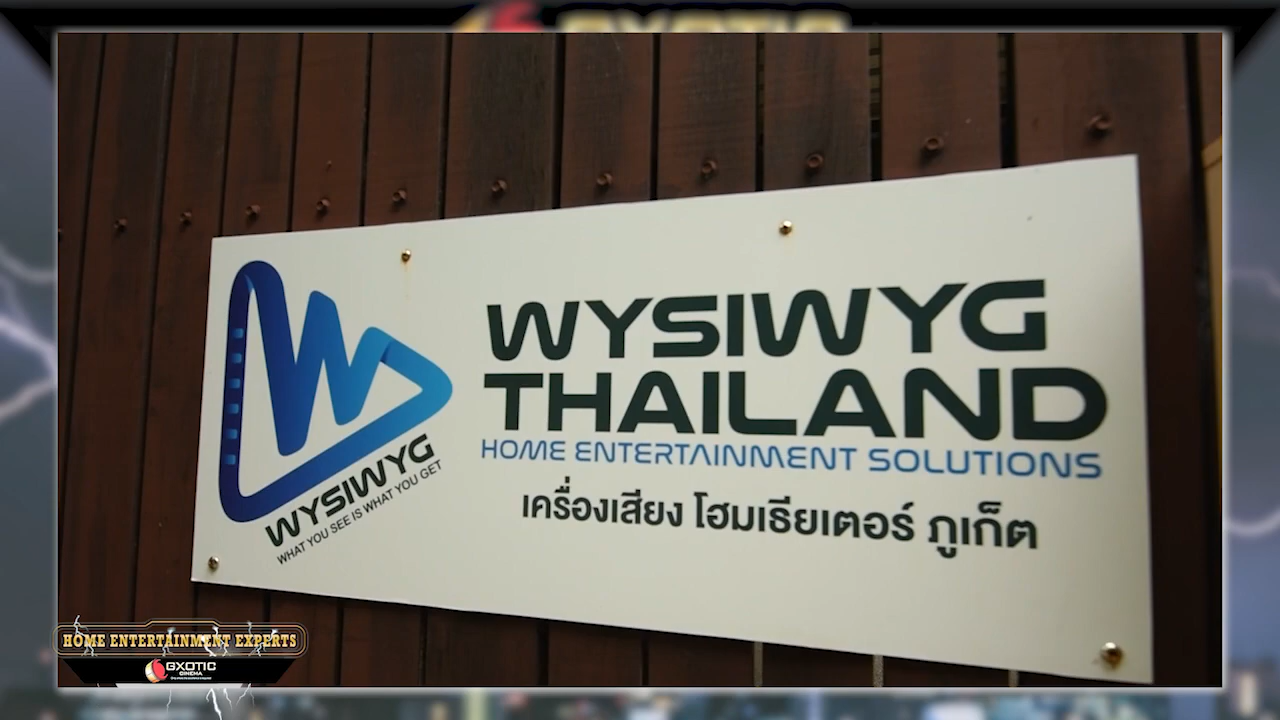 WYSIWYG
THAILAND
HOME ENTERTAINMENT SOLUTIONS
เครื่องเสียง โฮมเธียเตอร์ ภูเก็ต
WYSIWYG
WHAT YOU SEE IS WHAT YOU GET
HOME ENTERTAINMENT EXPERTS
GXOTIC
CINEMA